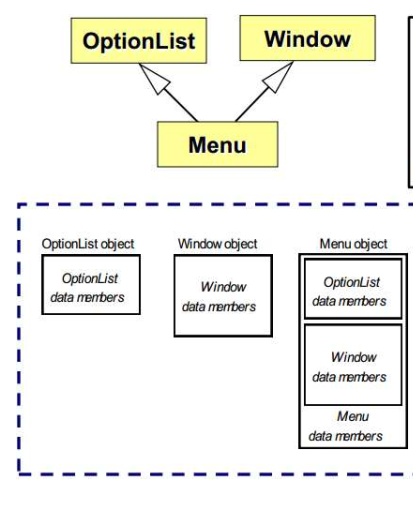 OptionList
Window
Menu
OptionList object
Window object
Menu object
OptionList
data members
Window
data members
OptionList
data members
Window
data members
Menu
data members